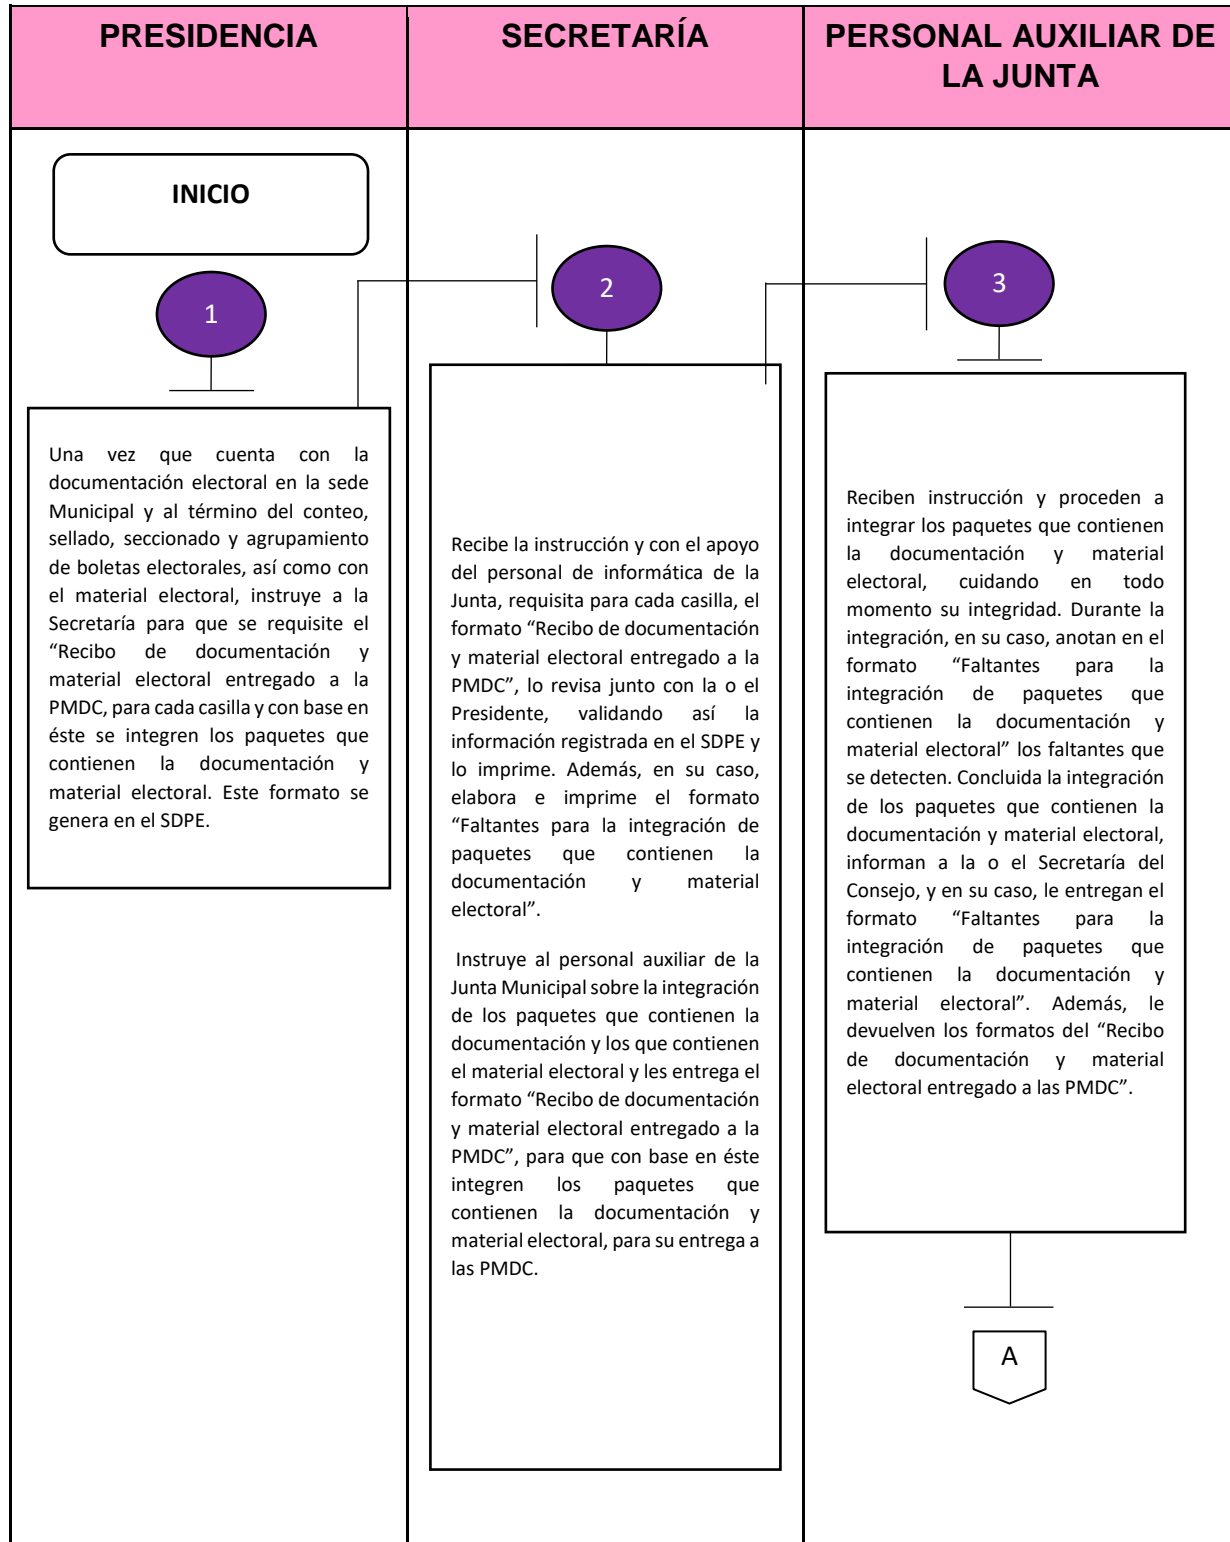 PRESIDENCIA
SECRETARÍA
PERSONAL AUXILIAR DE
LA JUNTA
INICIO
1
Una vez que cuenta con la
documentación electoral en la sede
Municipal y al término del conteo,
sellado, seccionado y agrupamiento
de boletas electorales, así como con
el material electoral, instruye a la
Secretaría para que se requisite el
“Recibo de documentación y
material electoral entregado a la
PMDC, para cada casilla y con base en
éste se integren los paquetes que
contienen la documentación y
material electoral. Este formato se
genera en el SDPE.
2
Recibe la instrucción y con el apoyo
del personal de informática de la
Junta, requisita para cada casilla, el
formato “Recibo de documentación
y material electoral entregado a la
PMDC”, lo revisa junto con la o el
Presidente, validando así la
información registrada en el SDPE y
lo imprime. Además, en su caso,
elabora e imprime el formato
“Faltantes para la integración de
paquetes que contienen la
documentación y material
electoral”.
Instruye al personal auxiliar de la
Junta Municipal sobre la integración
de los paquetes que contienen la
documentación y los que contienen
el material electoral y les entrega el
formato “Recibo de documentación
y material electoral entregado a la
PMDC”, para que con base en éste
integren los paquetes que
contienen la documentación y
material electoral, para su entrega a
las PMDC.
3
Reciben instrucción y proceden a
integrar los paquetes que contienen
la documentación y material
electoral, cuidando en todo
momento su integridad. Durante la
integración, en su caso, anotan en el
formato “Faltantes para la
integración de paquetes que
contienen la documentación y
material electoral” los faltantes que
se detecten. Concluida la integración
de los paquetes que contienen la
documentación y material electoral,
informan a la o el Secretaría del
Consejo, y en su caso, le entregan el
formato “Faltantes para la
integración de paquetes que
contienen la documentación y
material electoral”. Además, le
devuelven los formatos del “Recibo
de documentación y material
electoral entregado a las PMDC”.
A